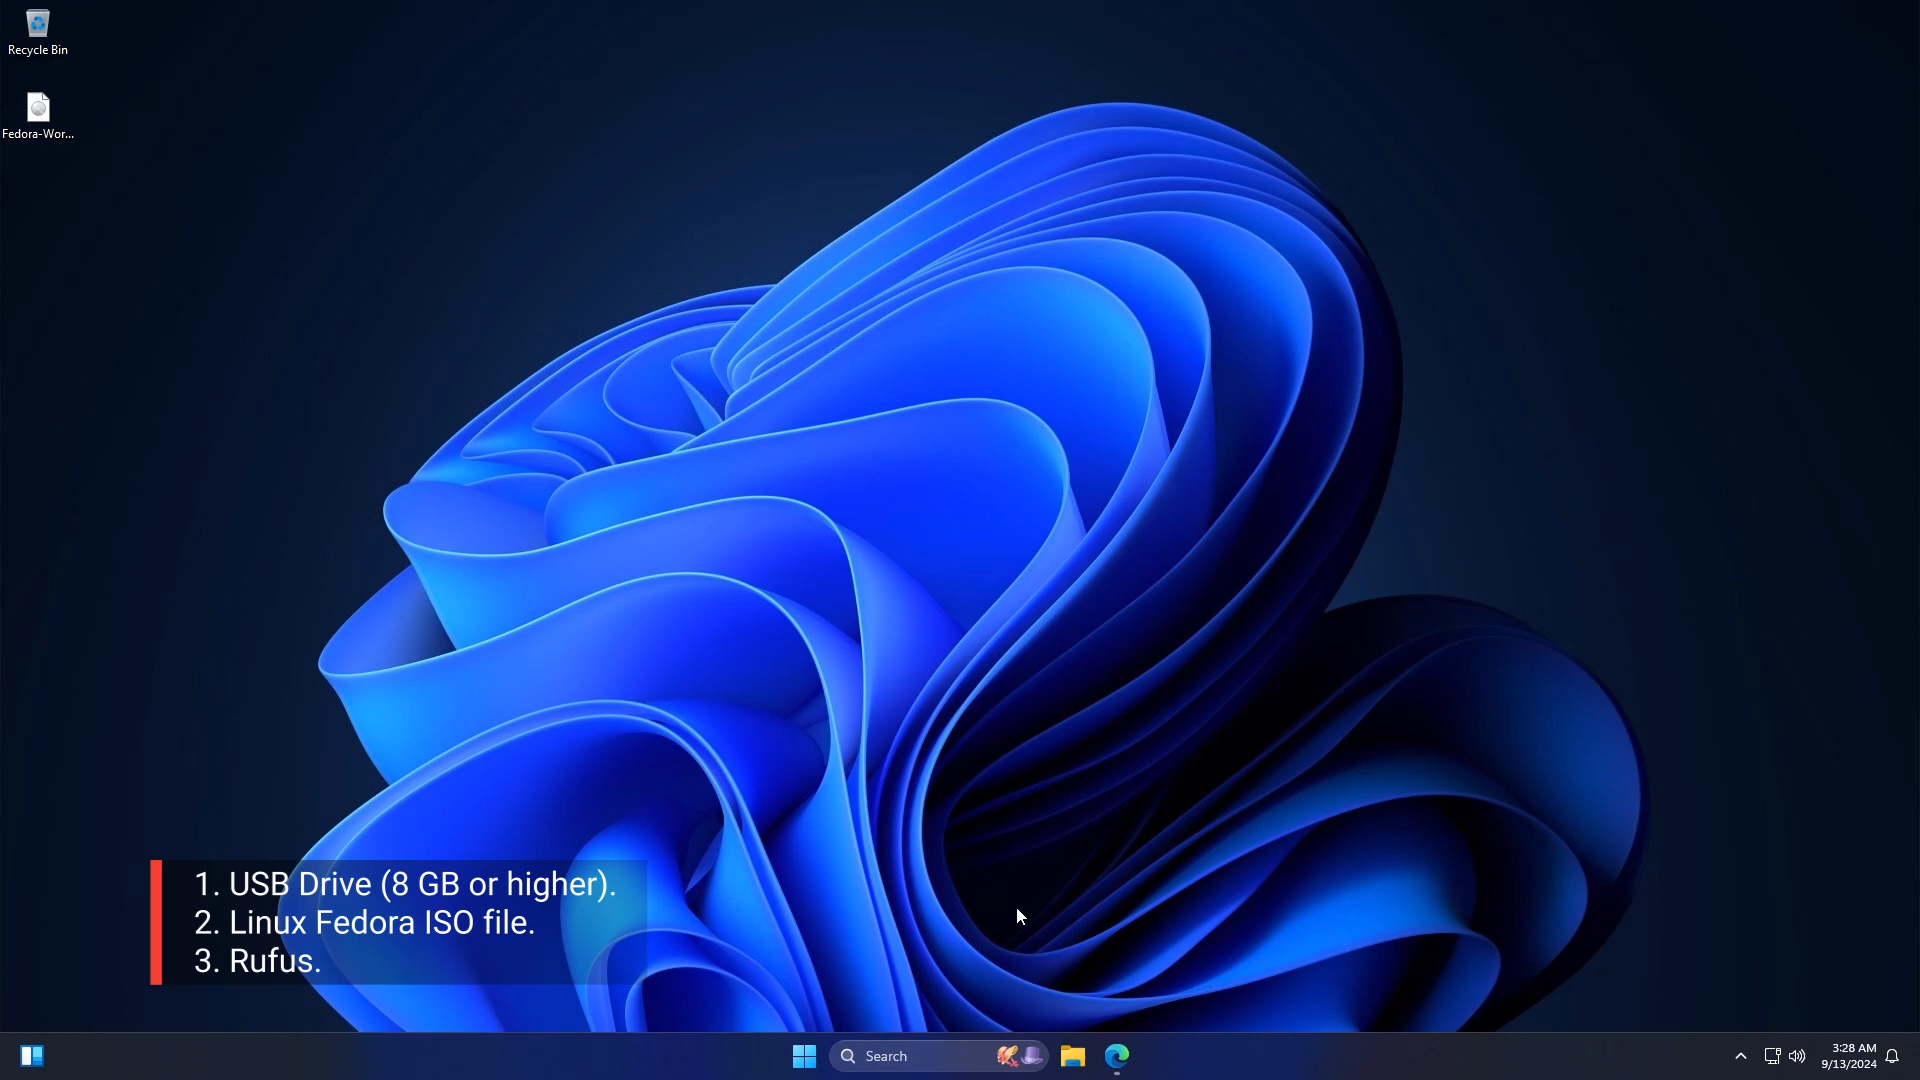 Recycle Bin
Fedora-Wor...
1. USB Drive (8 GB or higher).
2. Linux Fedora ISO file.
3. Rufus.
Search
3:28 AM
9/13/2024